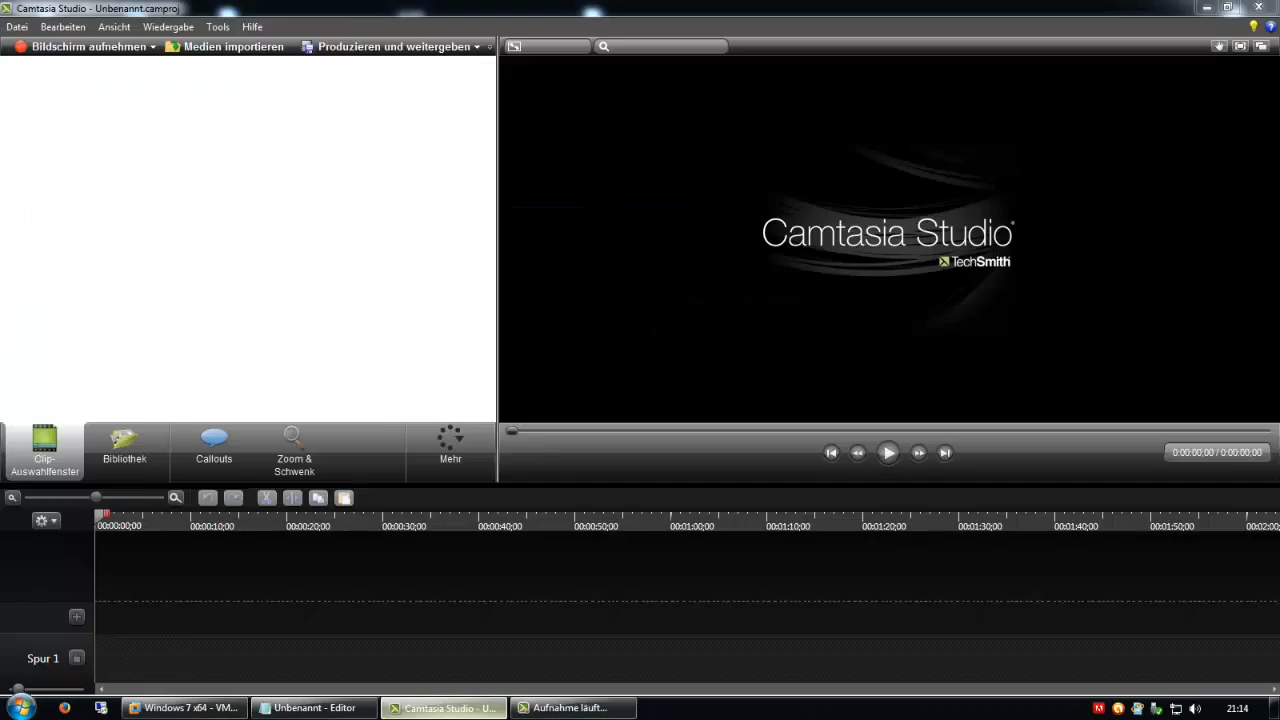 Camtasia Studio - Unbenannt.camproj
Datei Bearbeiten Ansicht Wiedergabe Tools Hilfe
Bildschirm aufnehmen Medien importieren Produzieren und weitergeben
Camtasia Studio®
TechSmith
Clip-
Auswahlfenster
Bibliothek
Callouts
Zoom &
Schwenk
Mehr
0:00:00,00 / 0:00:00,00
00:00:00;00 00:00:10;00 00:00:20;00 00:00:30;00 00:00:40;00 00:00:50;00 00:01:00;00 00:01:10;00 00:01:20;00 00:01:30;00 00:01:40;00 00:01:50;00 00:02:00
Spur 1
Windows 7 x64 - VM... Unbenannt - Editor Camtasia Studio - U... Aufnahme läuft... 21:14